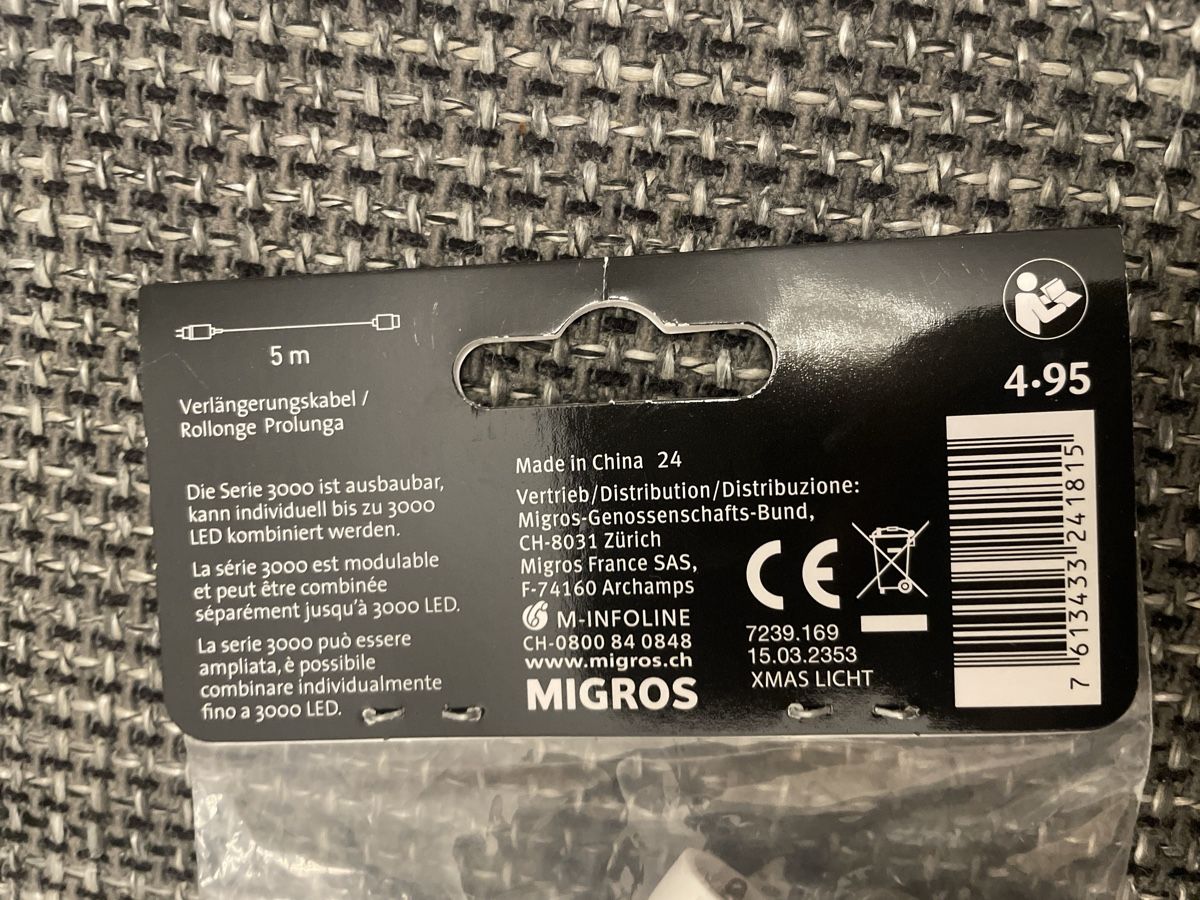 5 m
Verlängerungskabel /
Rollonge Prolunga
Die Serie 3000 ist ausbaubar,
kann individuell bis zu 3000
LED kombiniert werden.
La série 3000 est modulable
et peut être combinée
séparément jusqu'à 3000 LED.
La serie 3000 può essere
ampliata, è possibile
combinare individualmente
fino a 3000 LED.
Made in China 24
Vertrieb/Distribution/Distribuzione:
Migros-Genossenschafts-Bund,
CH-8031 Zürich
Migros France SAS,
F-74160 Archamps
M-INFOLINE
CH-0800 84 0848
www.migros.ch
MIGROS
CE
7239.169
15.03.2353
XMAS LICHT
4·95
7 613433 241815